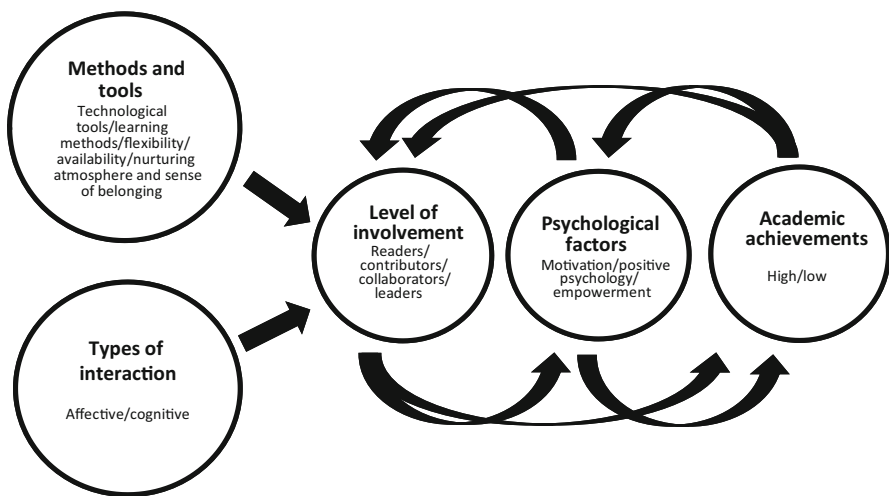 Methods and
tools
Technological
tools/learning
methods/flexibility/
availability/nurturing
atmosphere and sense
of belonging
Types of
interaction
Affective/cognitive
Level of
involvement
Readers/
contributors/
collaborators/
leaders
Psychological
factors
Motivation/positive
psychology/
empowerment
Academic
achievements
High/low